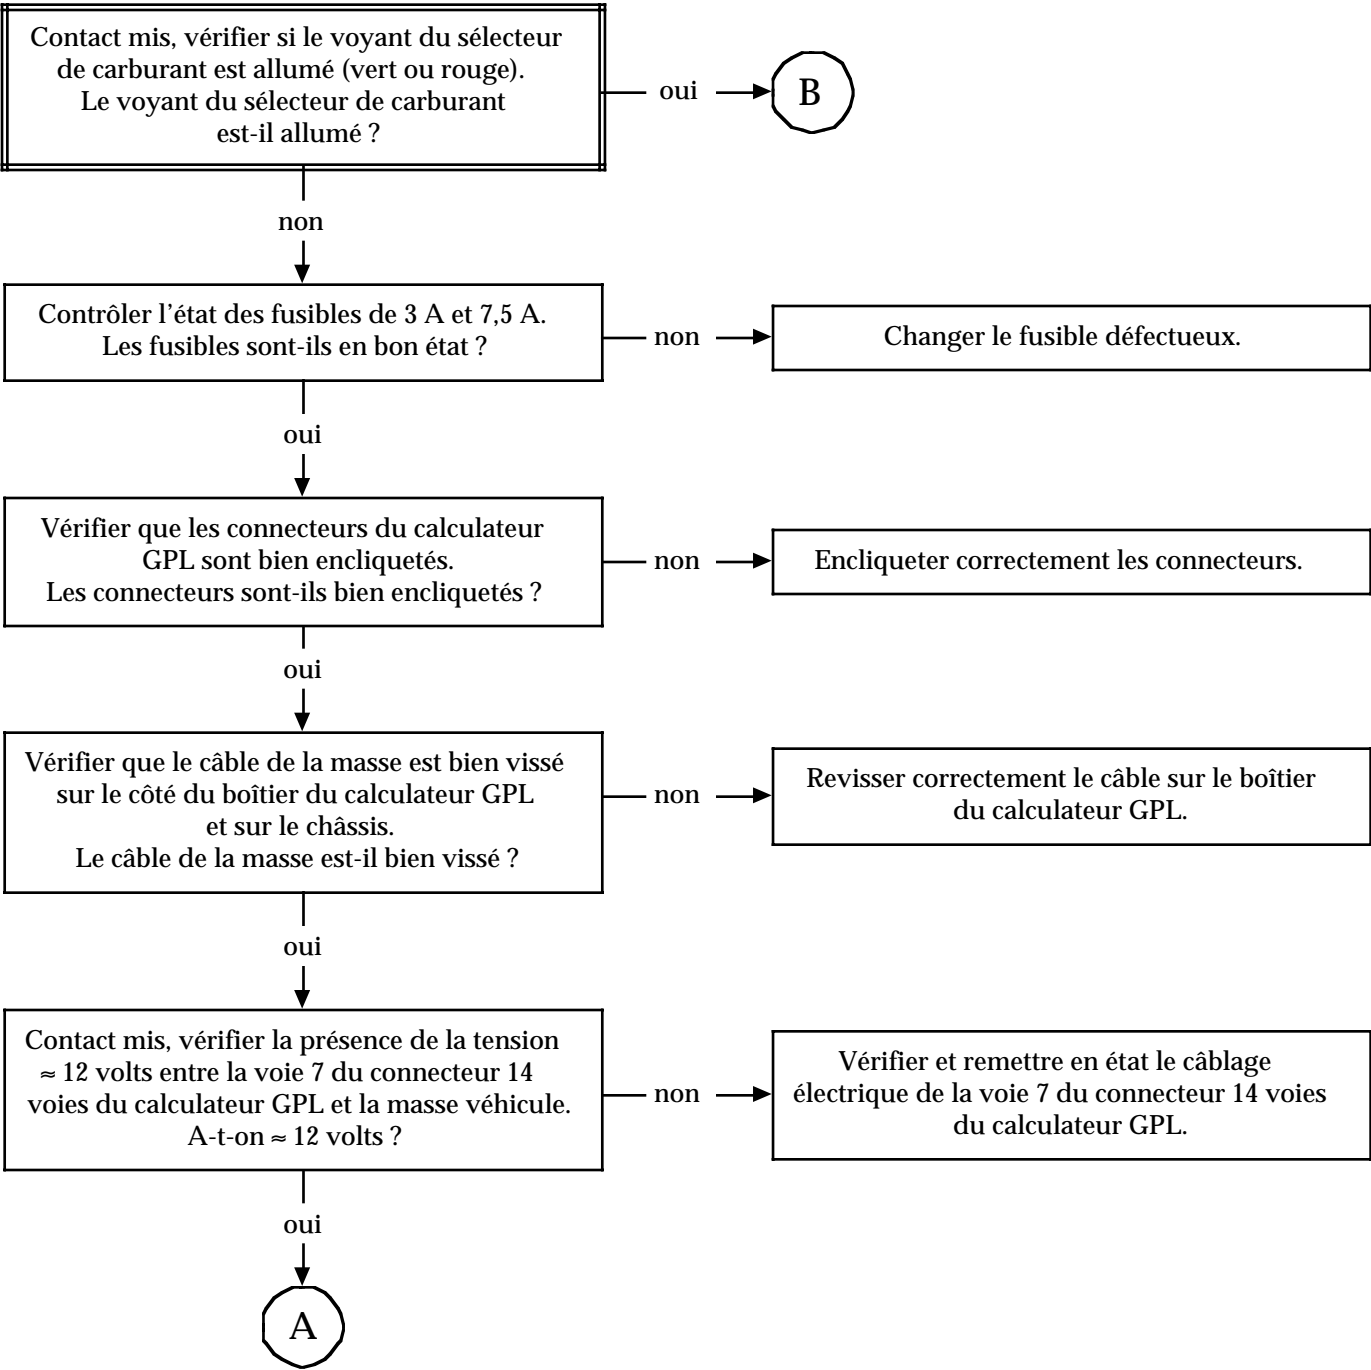 Contact mis, vérifier si le voyant du sélecteur
de carburant est allumé (vert ou rouge).
Le voyant du sélecteur de carburant
est-il allumé ?
oui
B
non
Contrôler l’état des fusibles de 3 A et 7,5 A.
Les fusibles sont-ils en bon état ?
non
Changer le fusible défectueux.
oui
Vérifier que les connecteurs du calculateur
GPL sont bien encliquetés.
Les connecteurs sont-ils bien encliquetés ?
non
Encliqueter correctement les connecteurs.
oui
Vérifier que le câble de la masse est bien vissé
sur le côté du boîtier du calculateur GPL
et sur le châssis.
Le câble de la masse est-il bien vissé ?
non
Revisser correctement le câble sur le boîtier
du calculateur GPL.
oui
Contact mis, vérifier la présence de la tension
≈ 12 volts entre la voie 7 du connecteur 14
voies du calculateur GPL et la masse véhicule.
A-t-on ≈ 12 volts ?
non
Vérifier et remettre en état le câblage
électrique de la voie 7 du connecteur 14 voies
du calculateur GPL.
oui
A